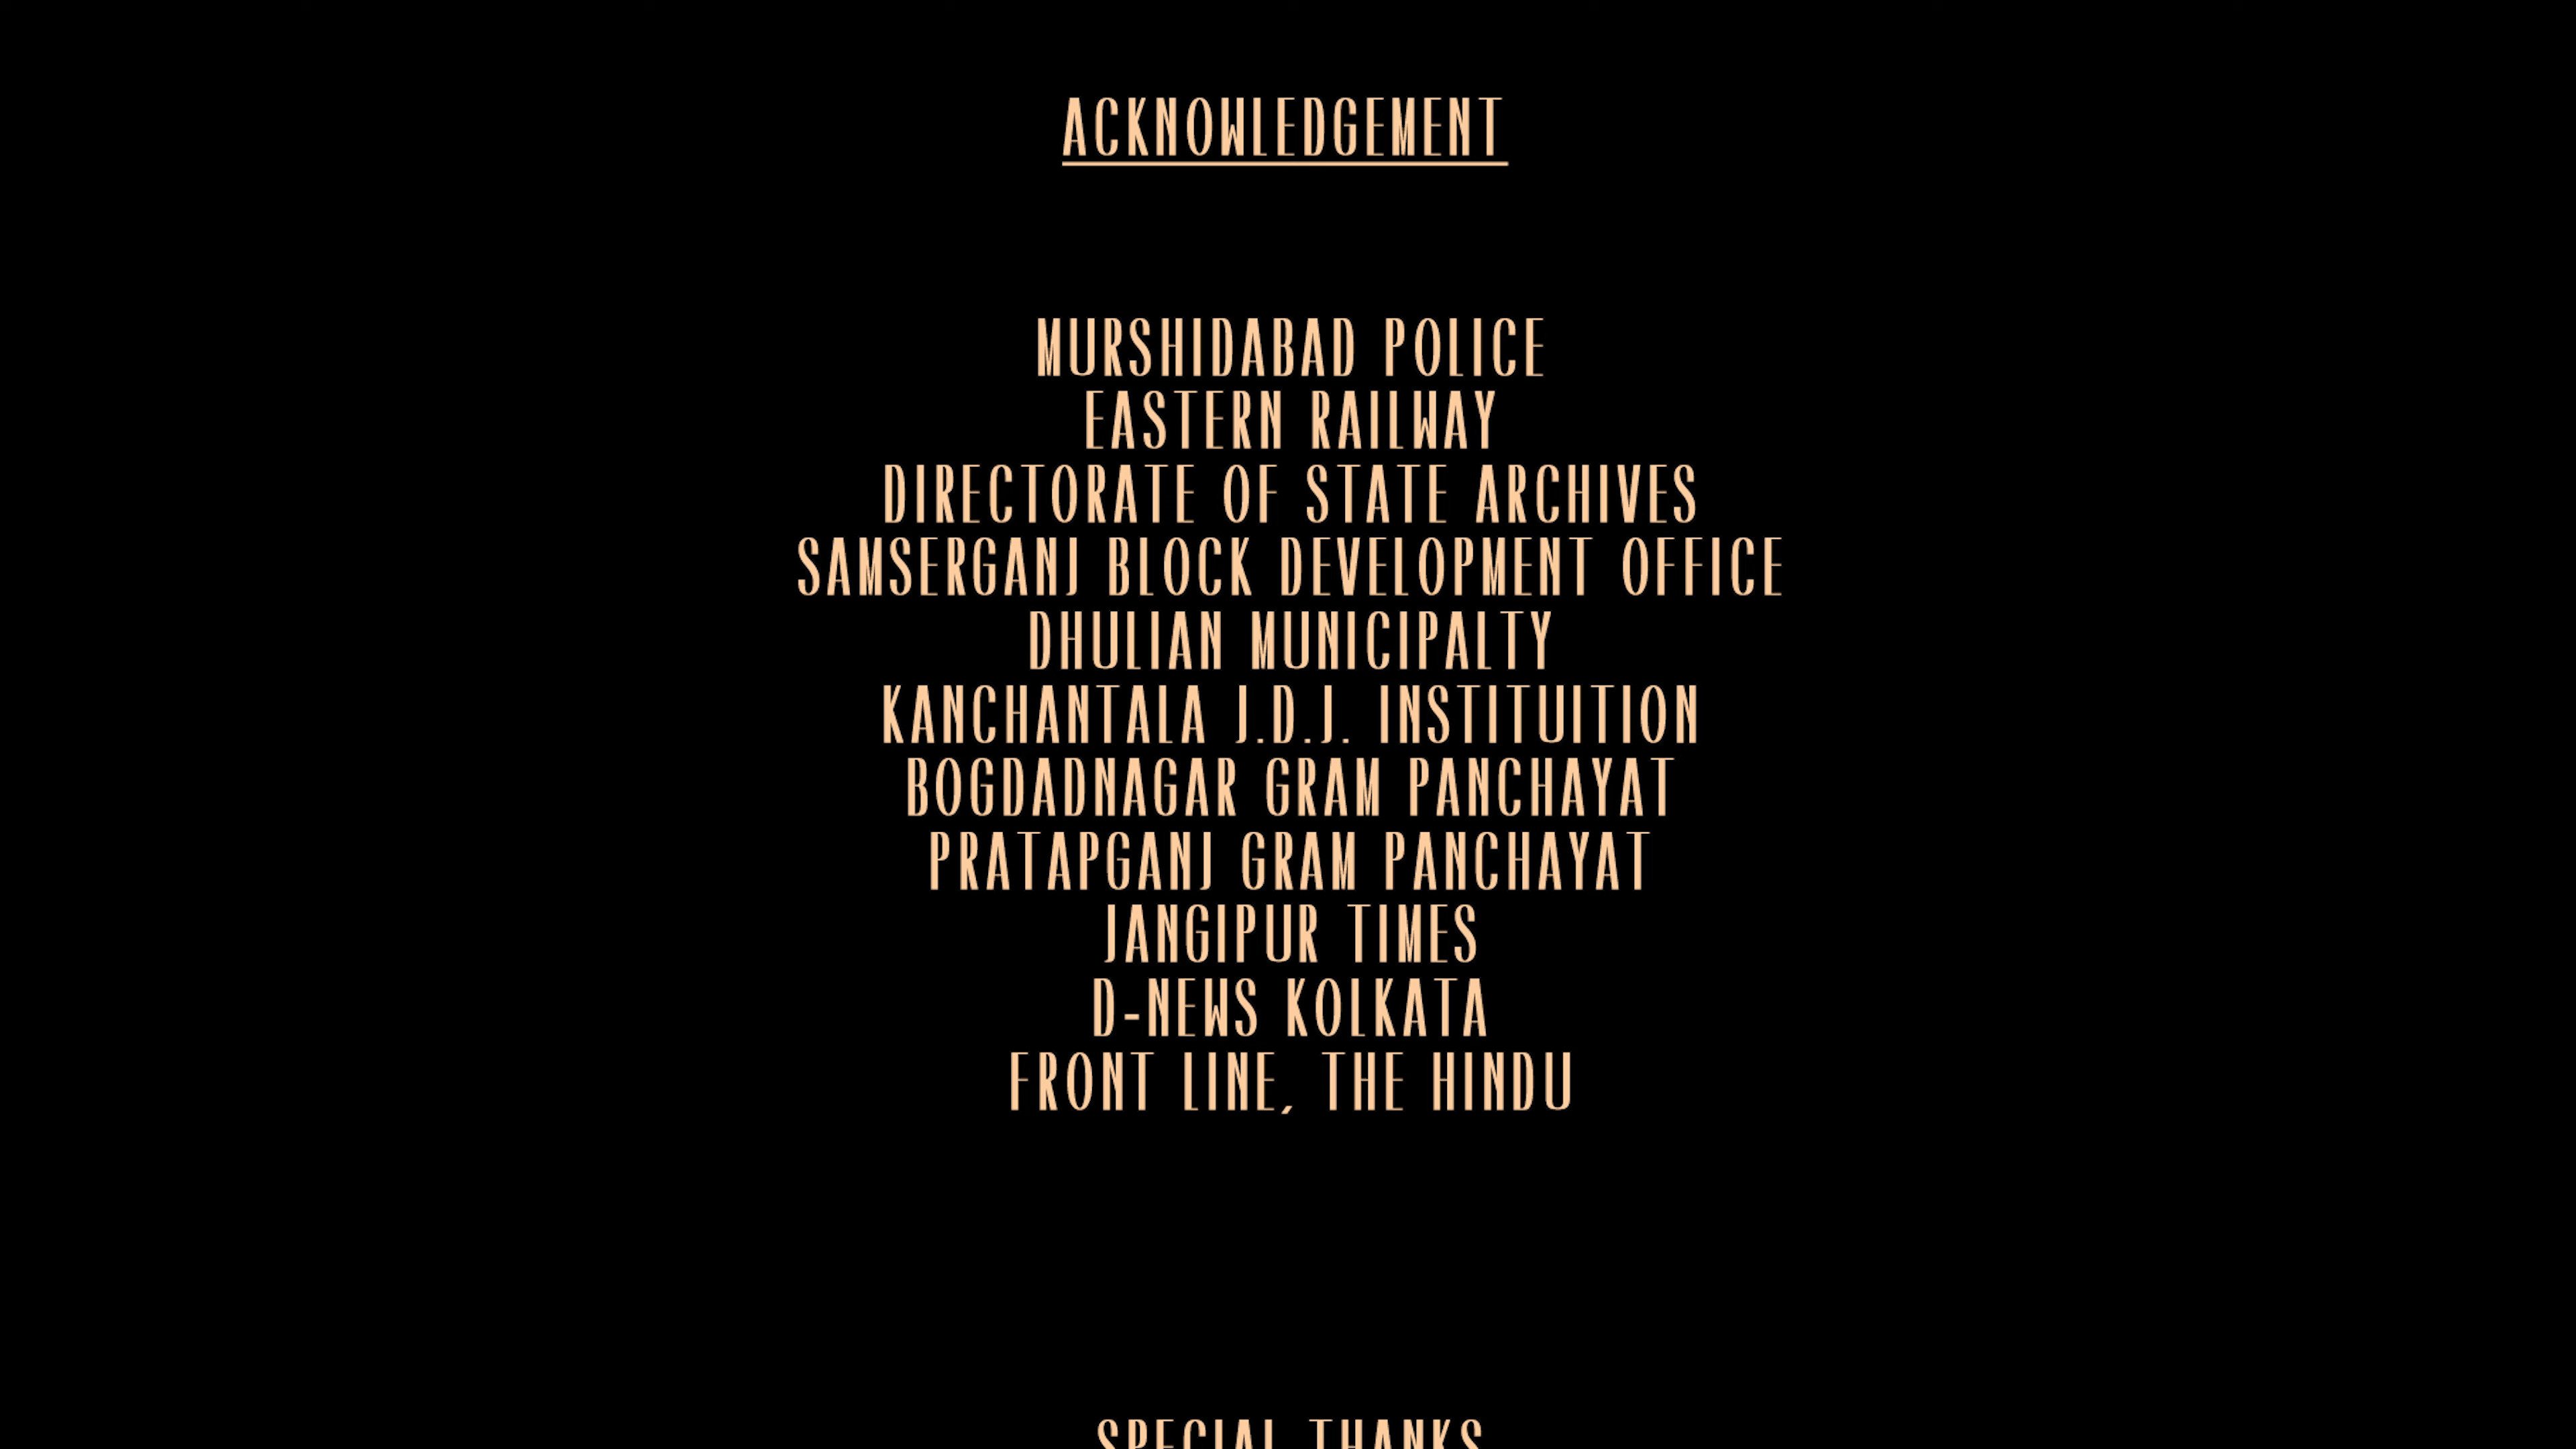 ACKNOWLEDGEMENT
MURSHIDABAD POLICE
EASTERN RAILWAY
DIRECTORATE OF STATE ARCHIVES
SAMSERGANJ BLOCK DEVELOPMENT OFFICE
DHULIAN MUNICIPALTY
KANCHANTALA J.D.J. INSTITUITION
BOGDADNAGAR GRAM PANCHAYAT
PRATAPGANJ GRAM PANCHAYAT
JANGIPUR TIMES
D-NEWS KOLKATA
FRONT LINE, THE HINDU
SPECIAL THANKS